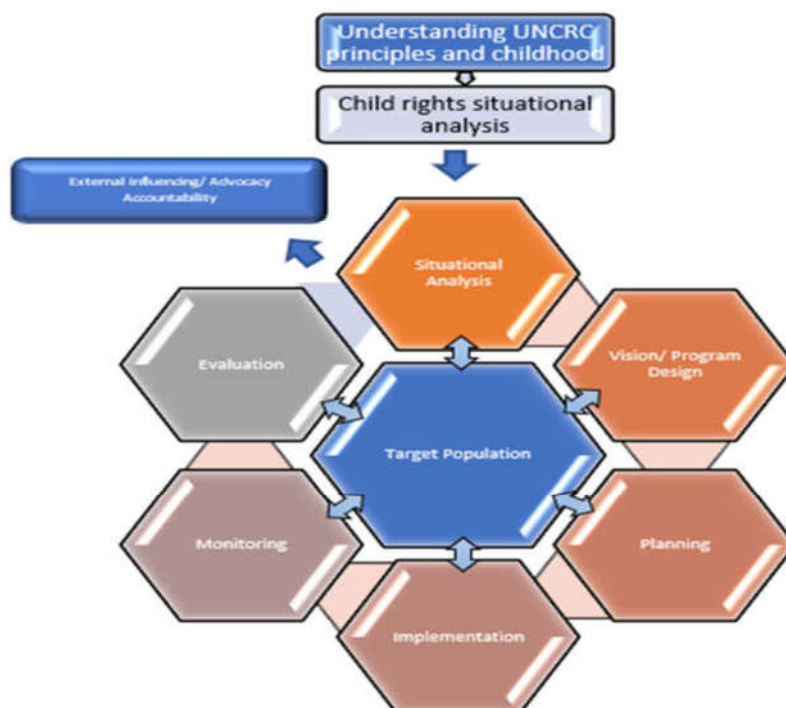 Understanding UNCRC
principles and childhood
Child rights situational
analysis
External influencing/ Advocacy
Accountability
Situational
Analysis
Evaluation
Vision/ Program
Design
Target Population
Monitoring
Planning
Implementation